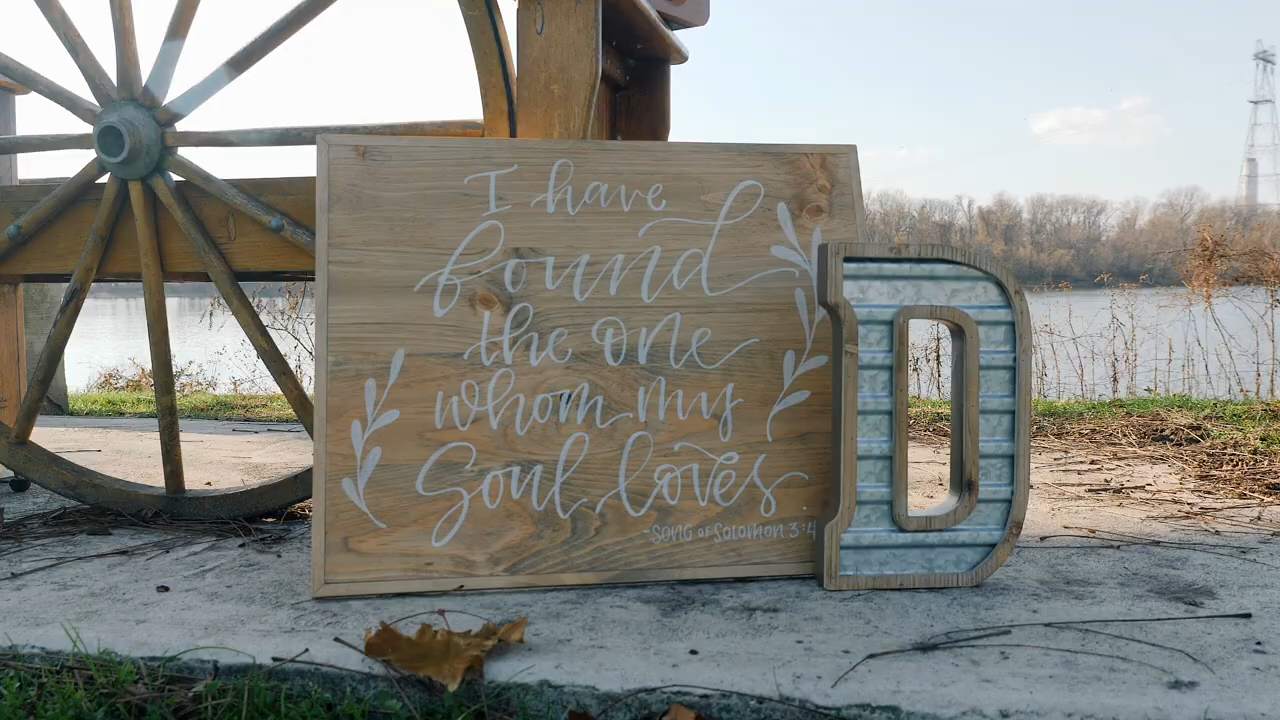 I have
found
the one
whom my
Soul loves.
-SONG OF SOLOMON 3:4
D